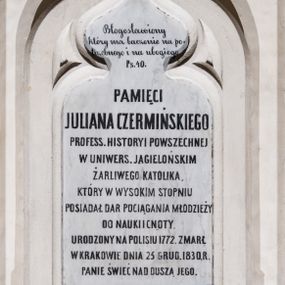 Błogosławiony
który ma baczenie na po-
trzebnego i na ubogiego.
Ps. 40.
PAMIĘCI
JULIANA CZERMIŃSKIEGO
PROFESS. HISTORYI POWSZECHNEJ
W UNIWERS. JAGIELOŃSKIM
ŻARLIWEGO KATOLIKA,
KTÓRY W WYSOKIM STOPNIU
POSIADAŁ DAR POCIĄGANIA MŁODZIEŻY
DO NAUKI I CNOTY.
URODZONY NA POLISIU 1772. ZMARŁ
W KRAKOWIE DNIA 25 GRUD. 1830.R.
PANIE ŚWIEĆ NAD DUSZĄ JEGO.